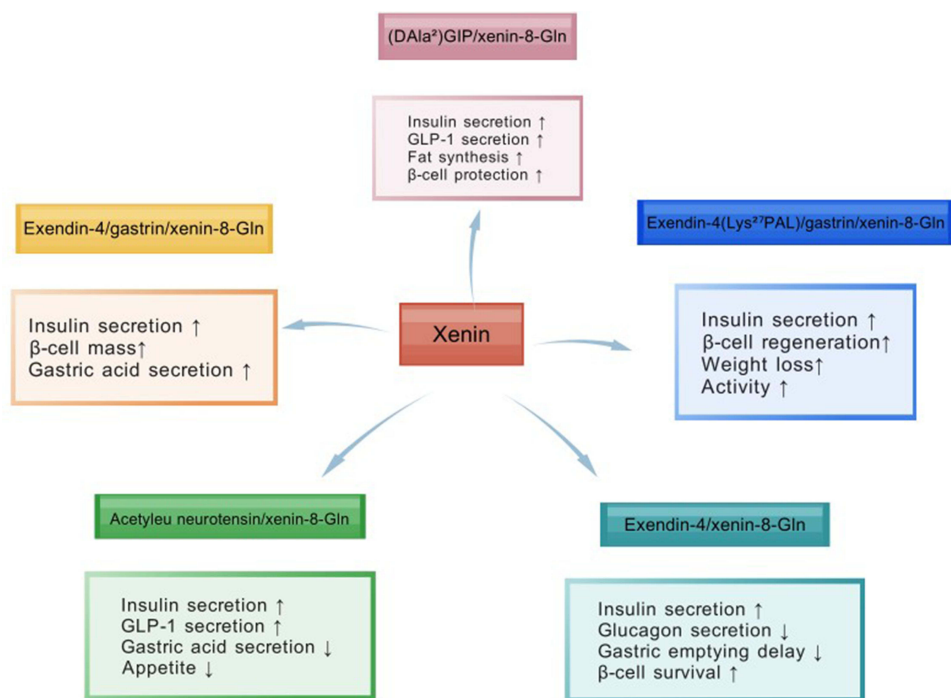 (DAla²)GIP/xenin-8-Gln
Insulin secretion ↑
GLP-1 secretion ↑
Fat synthesis ↑
β-cell protection ↑
Exendin-4/gastrin/xenin-8-Gln
Insulin secretion ↑
β-cell mass↑
Gastric acid secretion ↑
Exendin-4(Lys²⁷PAL)/gastrin/xenin-8-Gln
Insulin secretion ↑
β-cell regeneration↑
Weight loss↑
Activity ↑
Xenin
Acetyleu neurotensin/xenin-8-Gln
Insulin secretion ↑
GLP-1 secretion ↑
Gastric acid secretion ↓
Appetite ↓
Exendin-4/xenin-8-Gln
Insulin secretion ↑
Glucagon secretion ↓
Gastric emptying delay ↓
β-cell survival ↑